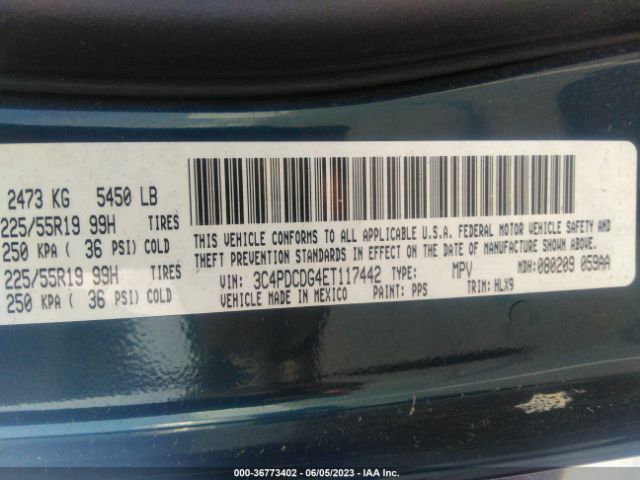 2473 KG 5450 LB
225/55R19 99H TIRES
250 KPA ( 36 PSI) COLD
225/55R19 99H TIRES
250 KPA ( 36 PSI) COLD
THIS VEHICLE CONFORMS TO ALL APPLICABLE U.S.A. FEDERAL MOTOR VEHICLE SAFETY AND
THEFT PREVENTION STANDARDS IN EFFECT ON THE DATE OF MANUFACTURE SHOWN ABOVE.
VIN: 3C4PDCDG4ET117442 TYPE: MPV MDH:080209 059AA
VEHICLE MADE IN MEXICO PAINT: PPS TRIM: HLX9
000-36773402 - 06/05/2023 - IAA Inc.